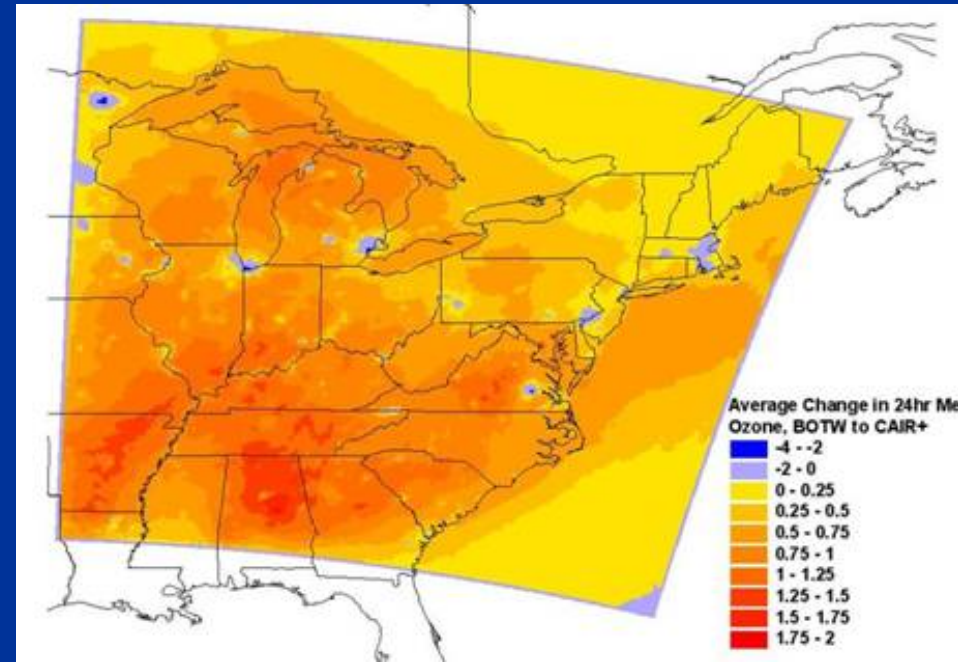 Average Change in 24hr Me
Ozone, BOTW to CAIR+
-4 - -2
-2 - 0
0 - 0.25
0.25 - 0.5
0.5 - 0.75
0.75 - 1
1 - 1.25
1.25 - 1.5
1.5 - 1.75
1.75 - 2